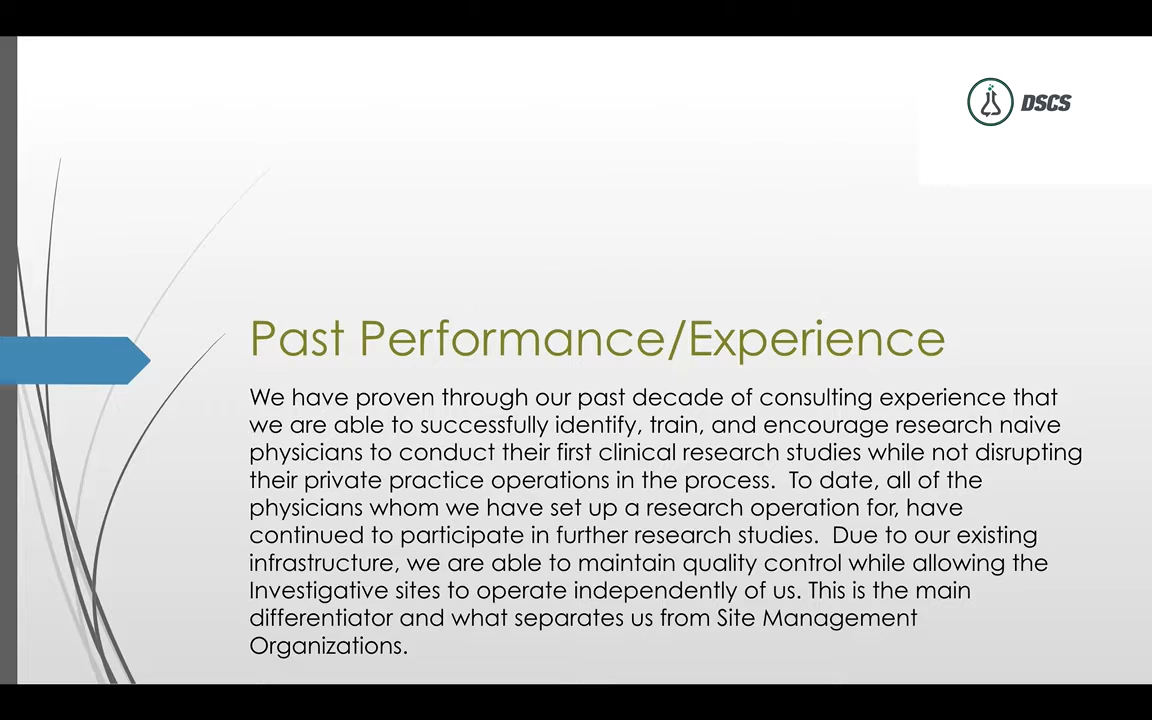 DSCS
Past Performance/Experience
We have proven through our past decade of consulting experience that
we are able to successfully identify, train, and encourage research naive
physicians to conduct their first clinical research studies while not disrupting
their private practice operations in the process.  To date, all of the
physicians whom we have set up a research operation for, have
continued to participate in further research studies.  Due to our existing
infrastructure, we are able to maintain quality control while allowing the
Investigative sites to operate independently of us. This is the main
differentiator and what separates us from Site Management
Organizations.